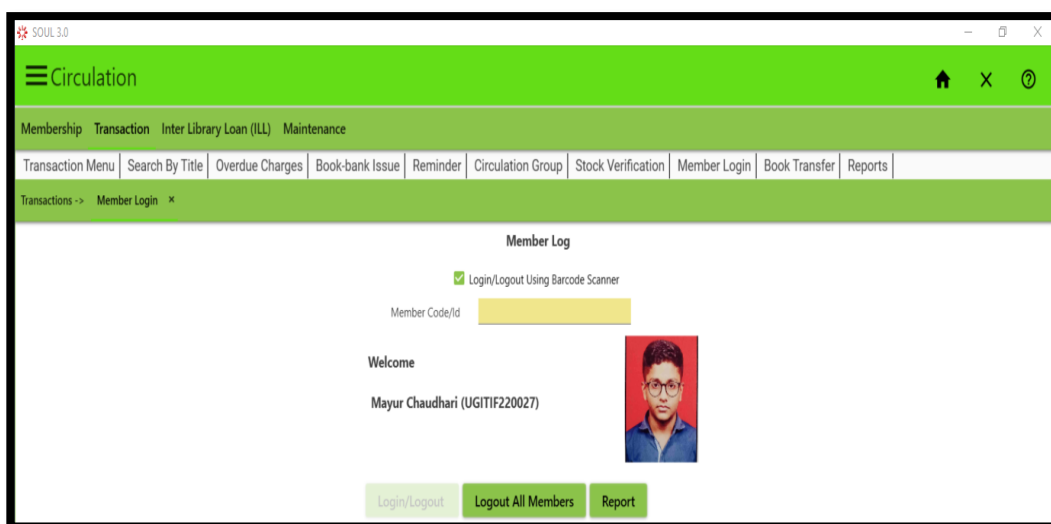 SOUL 3.0
Circulation
Membership Transaction Inter Library Loan (ILL) Maintenance
Transaction Menu Search By Title Overdue Charges Book-bank Issue Reminder Circulation Group Stock Verification Member Login Book Transfer Reports
Transactions -> Member Login ×
Member Log
Login/Logout Using Barcode Scanner
Member Code/Id
Welcome
Mayur Chaudhari (UGITIF220027)
Login/Logout Logout All Members Report